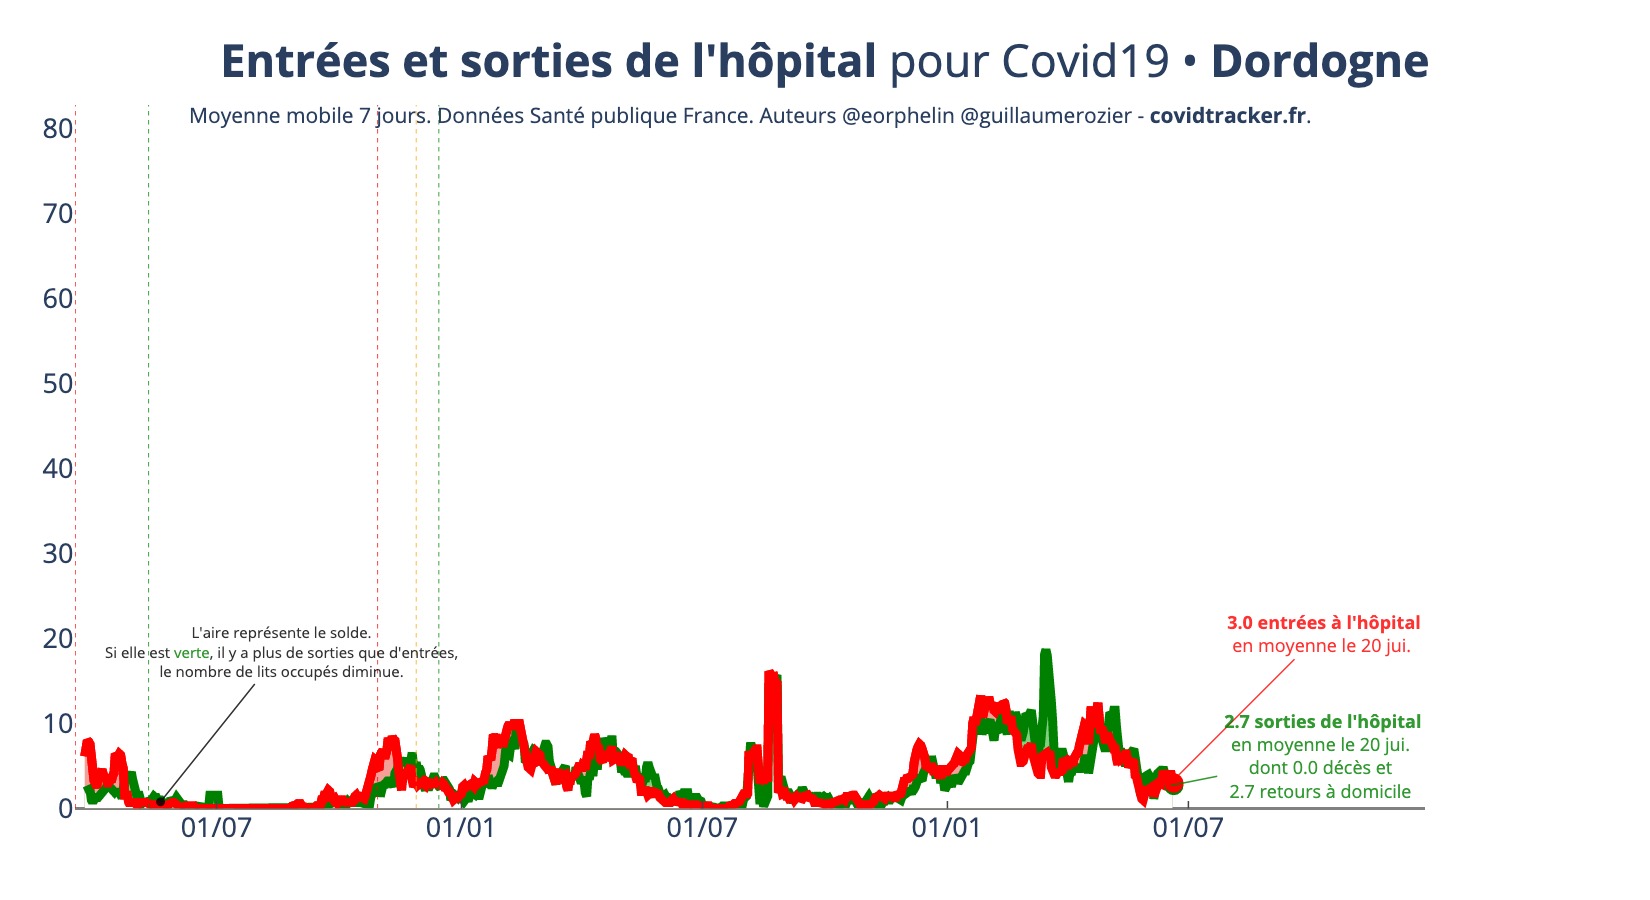 Entrées et sorties de l'hôpital pour Covid19 • Dordogne
Moyenne mobile 7 jours. Données Santé publique France. Auteurs @eorphelin @guillaumerozier - covidtracker.fr.
80
70
60
50
40
30
20
10
0
L'aire représente le solde.
Si elle est verte, il y a plus de sorties que d'entrées,
le nombre de lits occupés diminue.
3.0 entrées à l'hôpital
en moyenne le 20 jui.
2.7 sorties de l'hôpital
en moyenne le 20 jui.
dont 0.0 décès et
2.7 retours à domicile
01/07
01/01
01/07
01/01
01/07